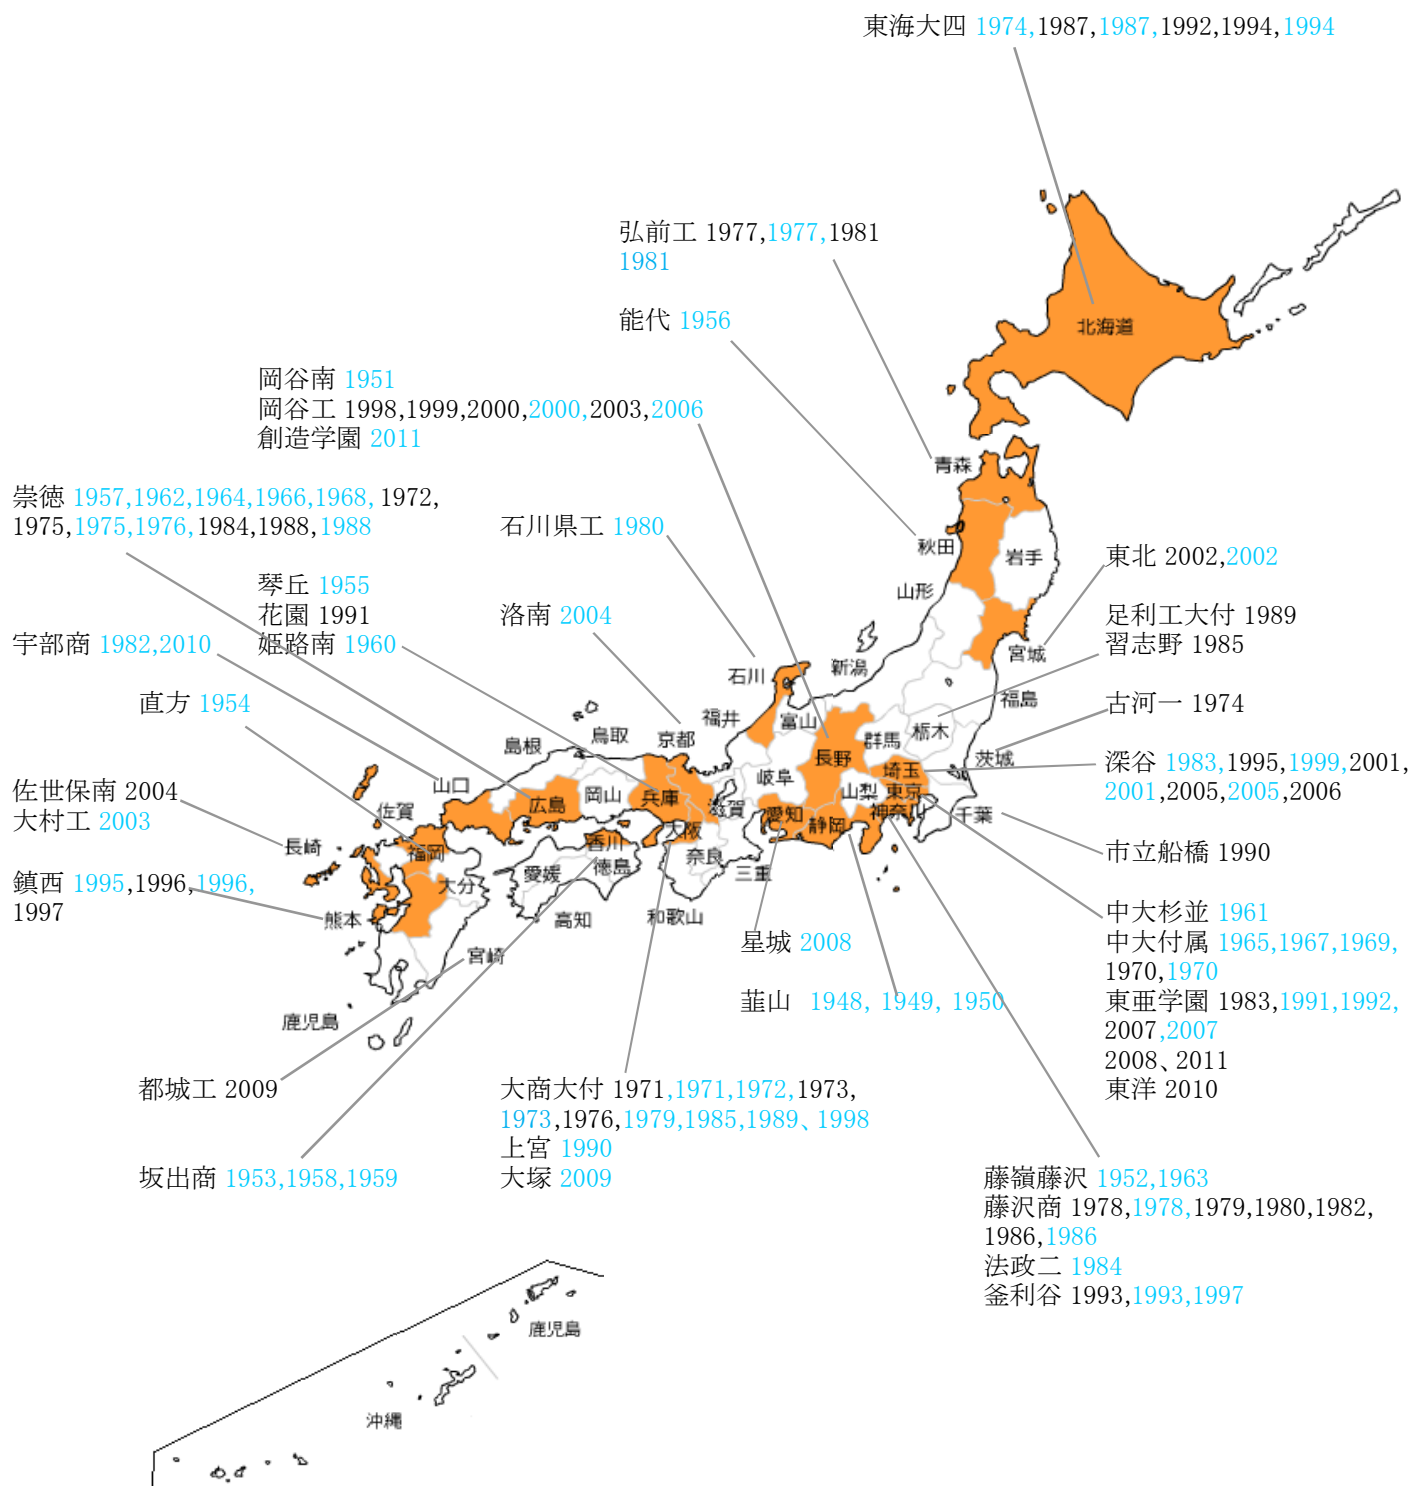 東海大四 1974,1987,1987,1992,1994,1994
弘前工 1977,1977,1981
1981
能代 1956
北海道
岡谷南 1951
岡谷工 1998,1999,2000,2000,2003,2006
創造学園 2011
青森
崇徳 1957,1962,1964,1966,1968, 1972,
1975,1975,1976,1984,1988,1988
石川県工 1980
秋田
岩手
東北 2002,2002
琴丘 1955
花園 1991
姫路南 1960
洛南 2004
山形
足利工大付 1989
習志野 1985
宇部商 1982,2010
宮城
新潟
石川
直方 1954
福島
古河一 1974
福井
富山
群馬
栃木
茨城
島根
鳥取
京都
長野
埼玉
深谷 1983,1995,1999,2001,
2001,2005,2005,2006
山口
岐阜
山梨
東京
佐世保南 2004
大村工 2003
佐賀
広島
岡山
兵庫
滋賀
愛知
静岡
神奈川
千葉
長崎
福岡
香川
大阪
市立船橋 1990
奈良
三重
徳島
愛媛
大分
鎮西 1995,1996,1996,
1997
熊本
高知
和歌山
中大杉並 1961
中大付属 1965,1967,1969,
1970,1970
東亜学園 1983,1991,1992,
2007,2007
2008、2011
東洋 2010
星城 2008
宮崎
韮山 1948, 1949, 1950
鹿児島
都城工 2009
大商大付 1971,1971,1972,1973,
1973,1976,1979,1985,1989、1998
上宮 1990
大塚 2009
坂出商 1953,1958,1959
藤嶺藤沢 1952,1963
藤沢商 1978,1978,1979,1980,1982,
1986,1986
法政二 1984
釜利谷 1993,1993,1997
鹿児島
沖縄